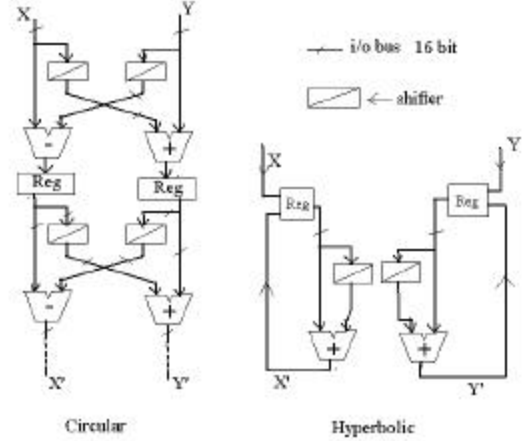 X Y
i/o bus 16 bit
shifter
- +
Reg Reg
X Y
Reg Reg
- +
+ +
X' Y'
X' Y'
Circular Hyperbolic